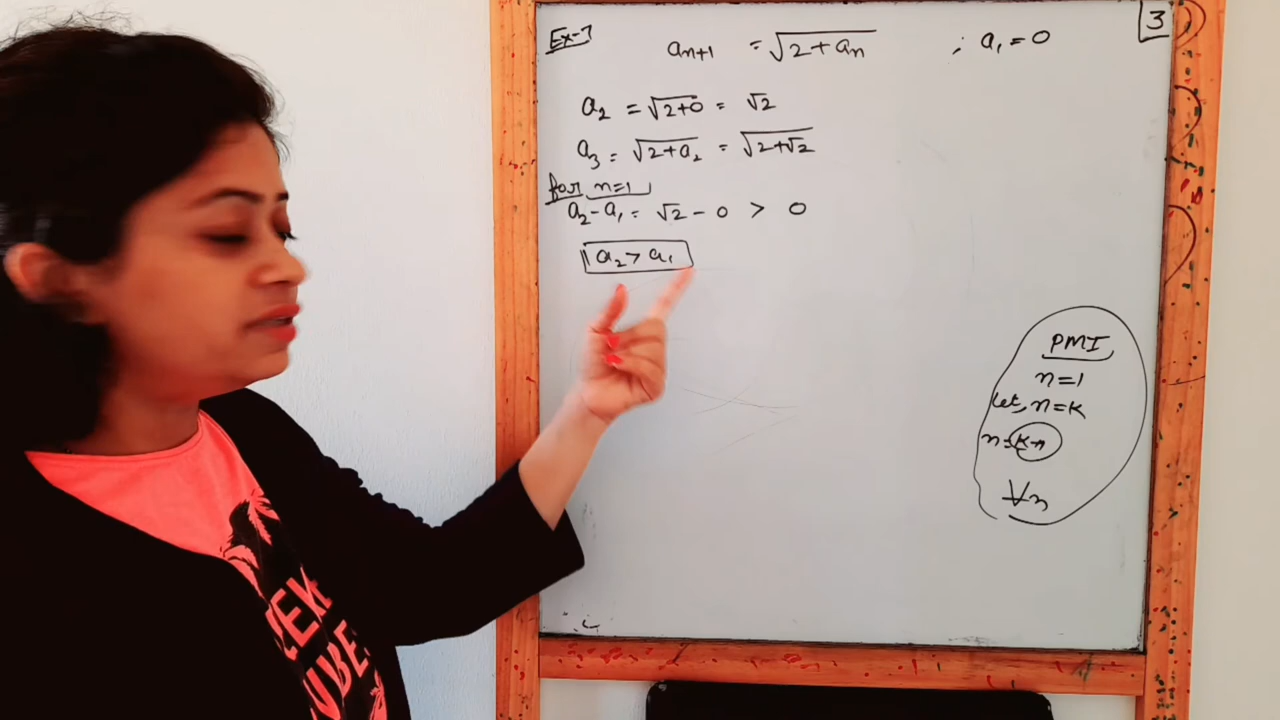 Ex-7
aₙ₊₁ = √2+aₙ ; a₁ = 0
3
a₂ = √2+0 = √2
a₃ = √2+a₂ = √2+√2
for n=1
a₂-a₁ = √2 - 0 > 0
a₂ > a₁
PMI
n=1
let, n=k
n=k+1
∀n